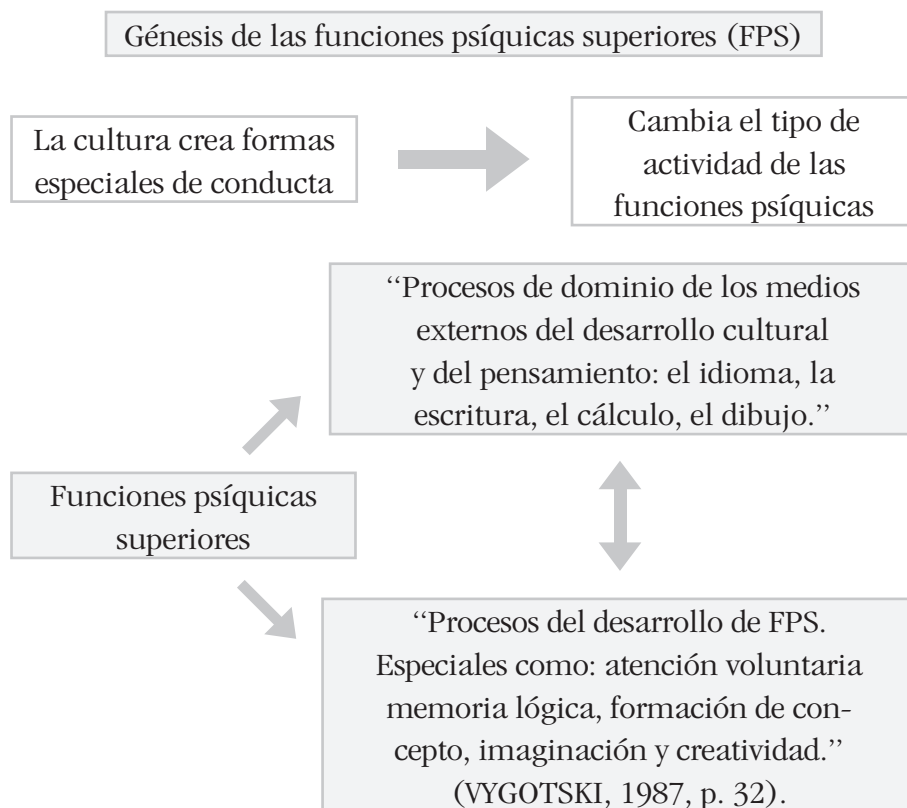 Génesis de las funciones psíquicas superiores (FPS)
La cultura crea formas
especiales de conducta
Cambia el tipo de
actividad de las
funciones psíquicas
“Procesos de dominio de los medios
externos del desarrollo cultural
y del pensamiento: el idioma, la
escritura, el cálculo, el dibujo.”
Funciones psíquicas
superiores
“Procesos del desarrollo de FPS.
Especiales como: atención voluntaria
memoria lógica, formación de con-
cepto, imaginación y creatividad.”
(VYGOTSKI, 1987, p. 32).